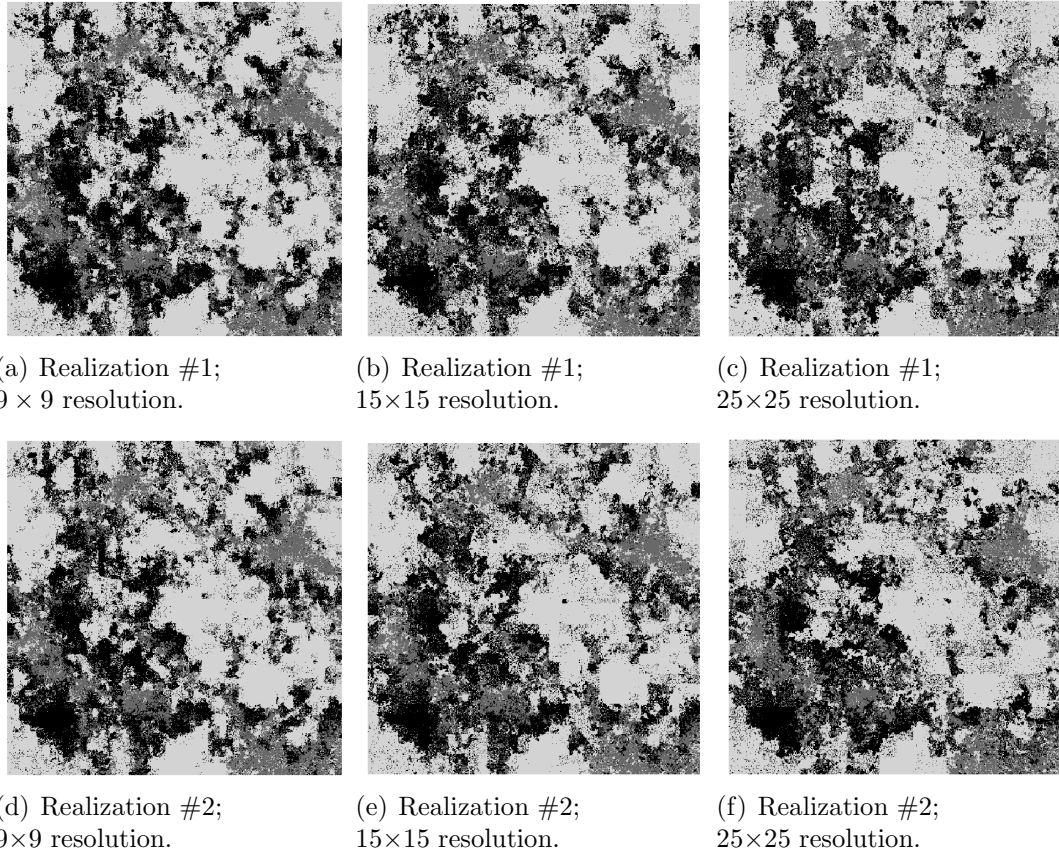 (a) Realization #1;
9 × 9 resolution.
(b) Realization #1;
15×15 resolution.
(c) Realization #1;
25×25 resolution.
(d) Realization #2;
9×9 resolution.
(e) Realization #2;
15×15 resolution.
(f) Realization #2;
25×25 resolution.